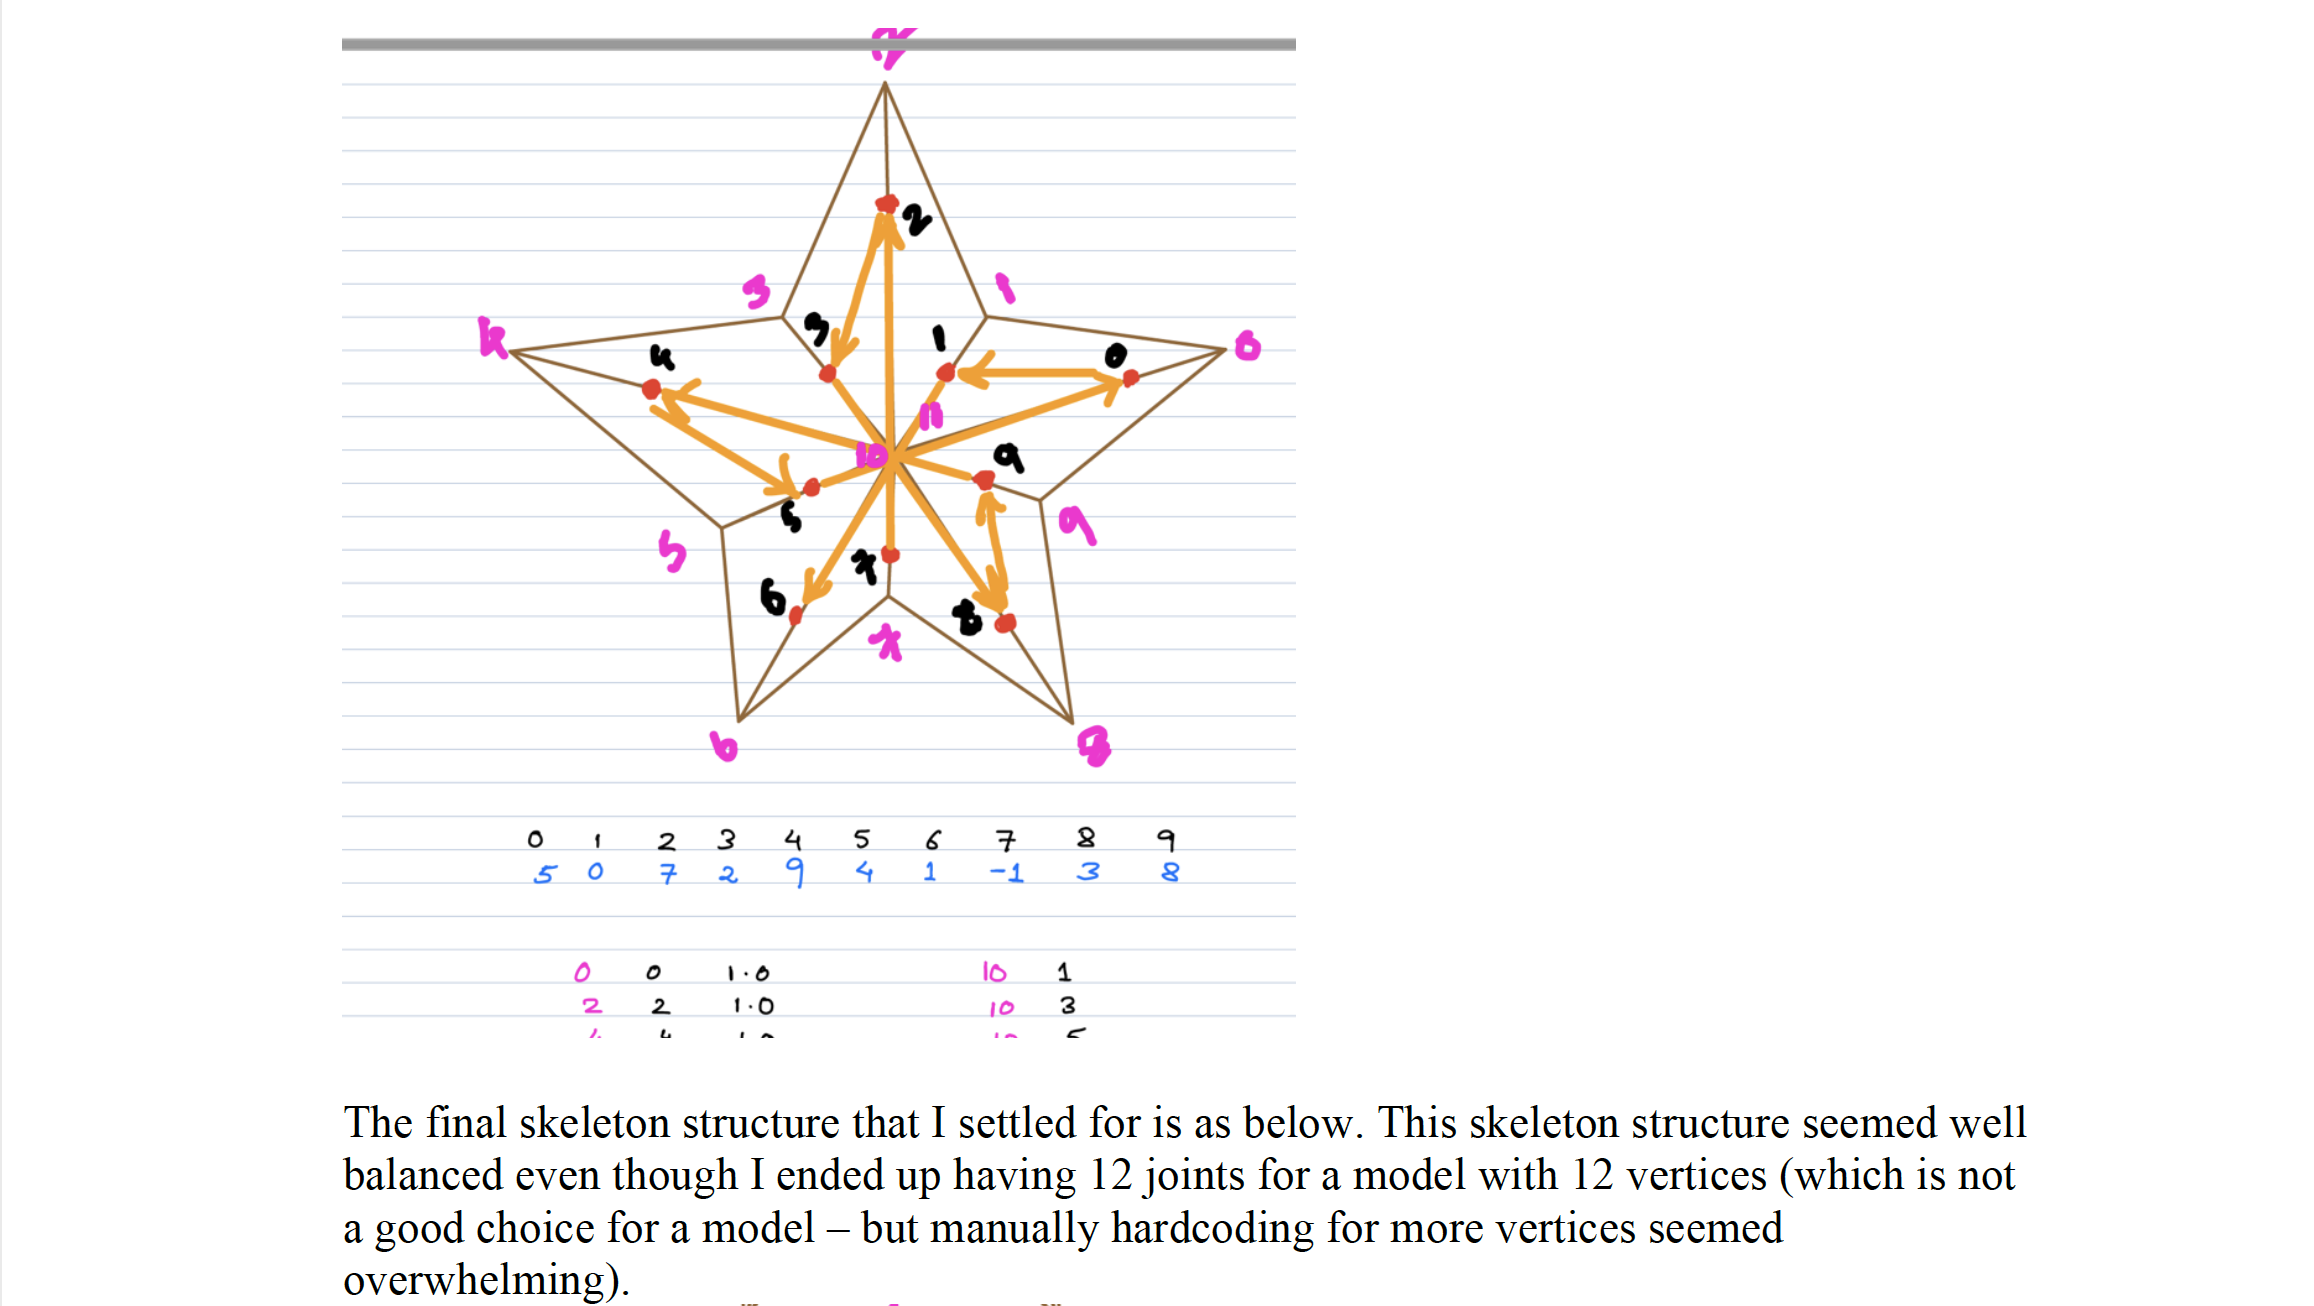 2
3 1
3 1 0
4 4 0
11
10 9
5 9
5 7
6 8
7
6 8
0 1 2 3 4 5 6 7 8 9
5 0 7 2 9 4 1 -1 3 8
0 0 1.0 10 1
2 2 1.0 10 3
The final skeleton structure that I settled for is as below. This skeleton structure seemed well
balanced even though I ended up having 12 joints for a model with 12 vertices (which is not
a good choice for a model – but manually hardcoding for more vertices seemed
overwhelming).